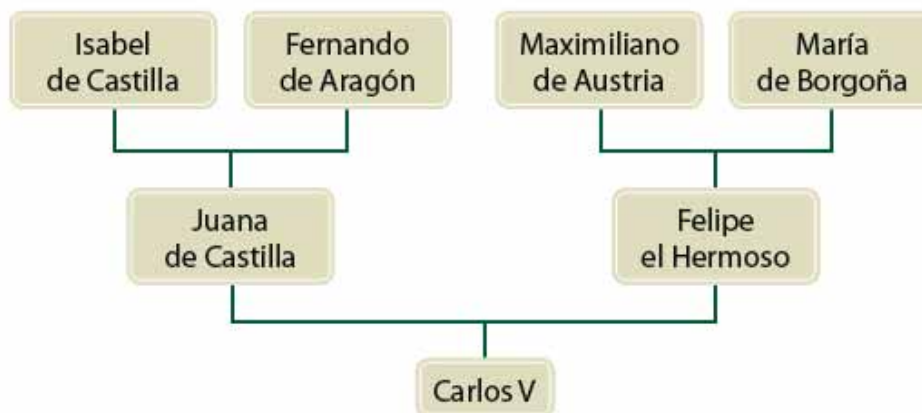 Isabel
de Castilla
Fernando
de Aragón
Maximiliano
de Austria
María
de Borgoña
Juana
de Castilla
Felipe
el Hermoso
Carlos V